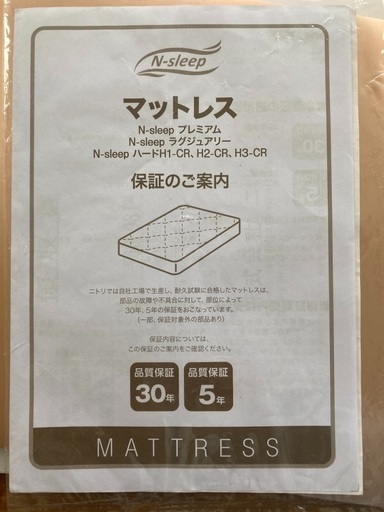 N-sleep
マットレス
N-sleep プレミアム
N-sleep ラグジュアリー
N-sleep ハードH1-CR、H2-CR、H3-CR
保証のご案内
ニトリでは自社工場で生産し、耐久試験に合格したマットレスは、
部品の故障や不具合に対して、部位によって
30年、5年の保証をおこなっています。
(一部、保証対象外の部品あり)
保証内容については、
この保証のご案内をご確認ください。
品質保証 品質保証
30年 5年
MATTRESS